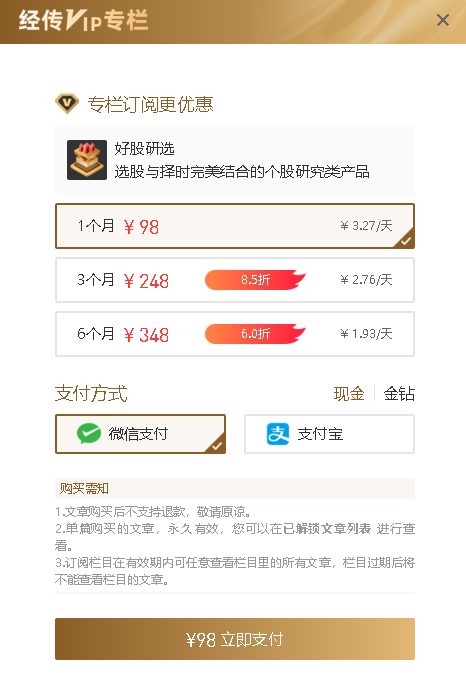 经传VIP专栏
专栏订阅更优惠
好股研选
选股与择时完美结合的个股研究类产品
1个月 ¥ 98 ¥ 3.27/天
3个月 ¥ 248 8.5折 ¥ 2.76/天
6个月 ¥ 348 6.0折 ¥ 1.93/天
支付方式 现金 金钻
微信支付 支付宝
购买需知
1.文章购买后不支持退款，敬请原谅。
2.单篇购买的文章，永久有效，您可以在已解锁文章列表 进行查
看。
3.订阅栏目在有效期内可任意查看栏目里的所有文章，栏目过期后将
不能查看栏目的文章。
¥98 立即支付